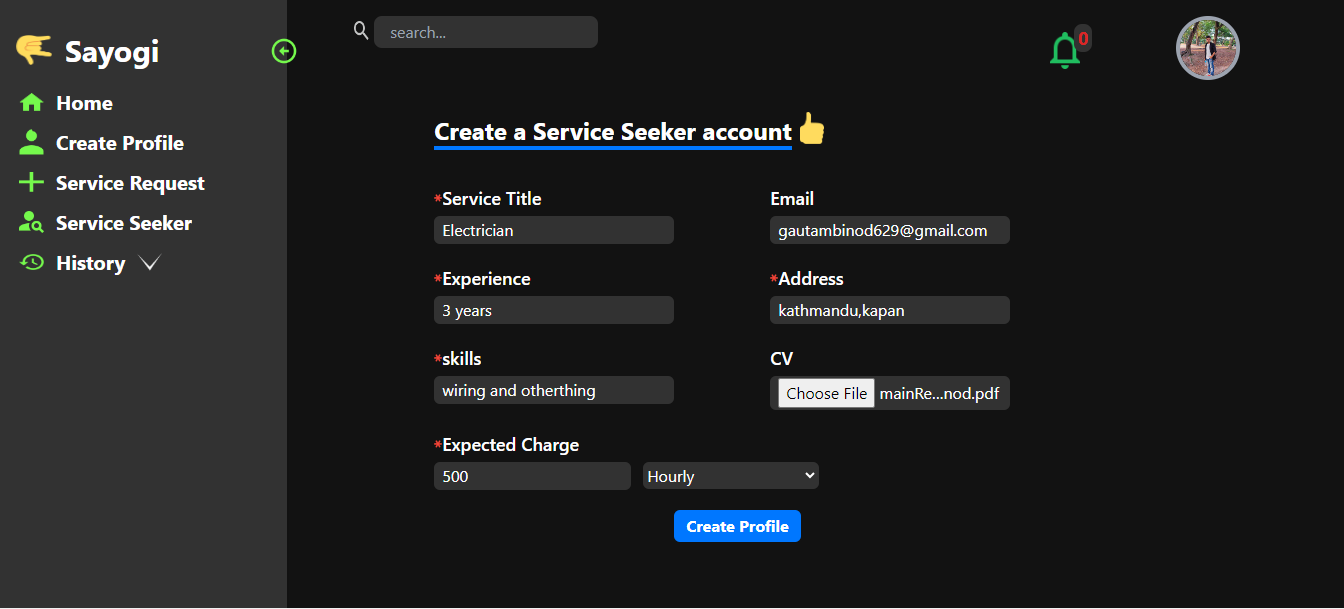 Sayogi
Home
Create Profile
Service Request
Service Seeker
History
search...
0
Create a Service Seeker account
*Service Title
Electrician
Email
gautambinod629@gmail.com
*Experience
3 years
*Address
kathmandu,kapan
*skills
wiring and otherthing
CV
Choose File mainRe...nod.pdf
*Expected Charge
500
Hourly
Create Profile